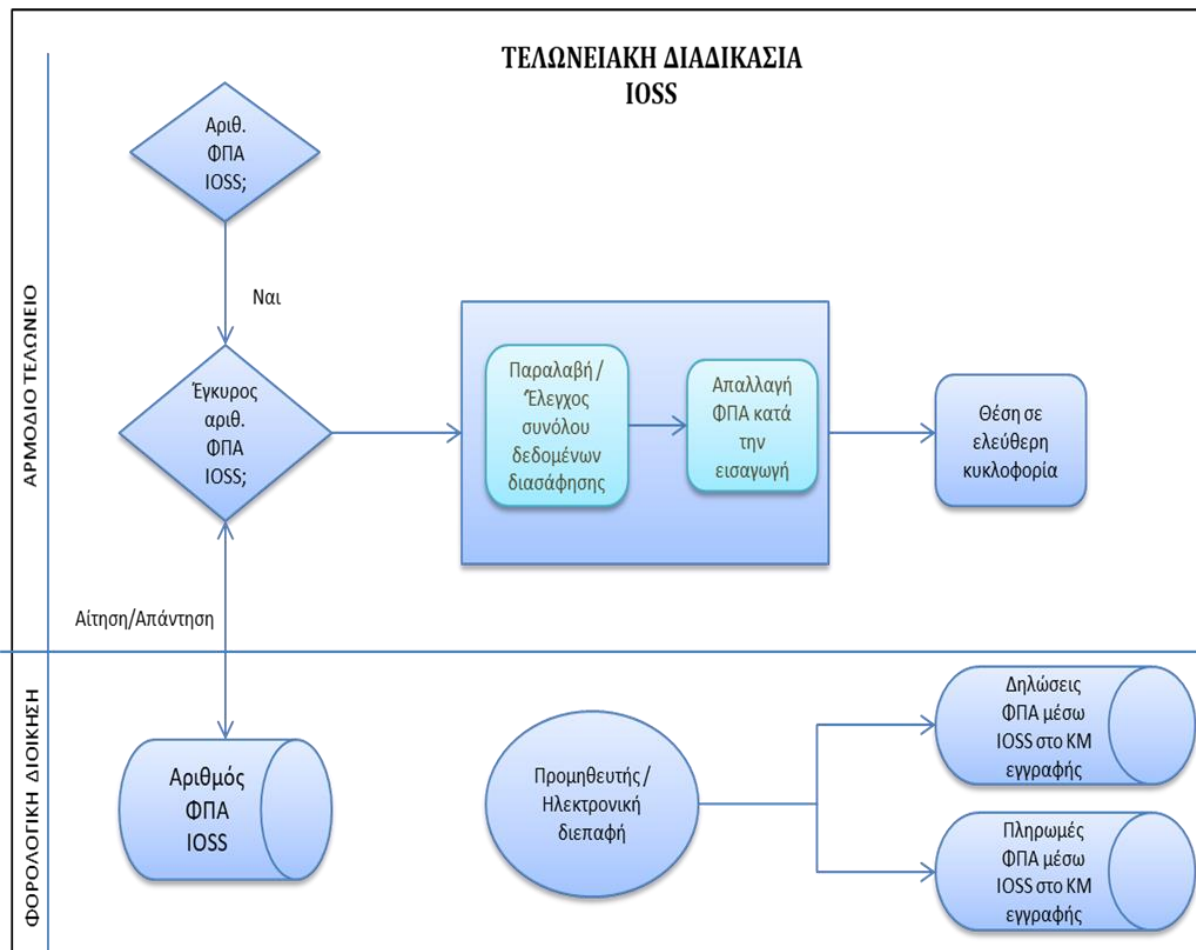 ΤΕΛΩΝΕΙΑΚΗ ΔΙΑΔΙΚΑΣΙΑ
IOSS
ΑΡΜΟΔΙΟ ΤΕΛΩΝΕΙΟ
Αριθ.
ΦΠΑ
IOSS;
Ναι
Έγκυρος
αριθ.
ΦΠΑ
IOSS;
Παραλαβή /
Έλεγχος
συνόλου
δεδομένων
διασάφησης
Απαλλαγή
ΦΠΑ κατά
την
εισαγωγή
Θέση σε
ελεύθερη
κυκλοφορία
Αίτηση/Απάντηση
ΦΟΡΟΛΟΓΙΚΗ ΔΙΟΙΚΗΣΗ
Αριθμός
ΦΠΑ
IOSS
Προμηθευτής /
Ηλεκτρονική
διεπαφή
Δηλώσεις
ΦΠΑ μέσω
IOSS στο ΚΜ
εγγραφής
Πληρωμές
ΦΠΑ μέσω
IOSS στο ΚΜ
εγγραφής